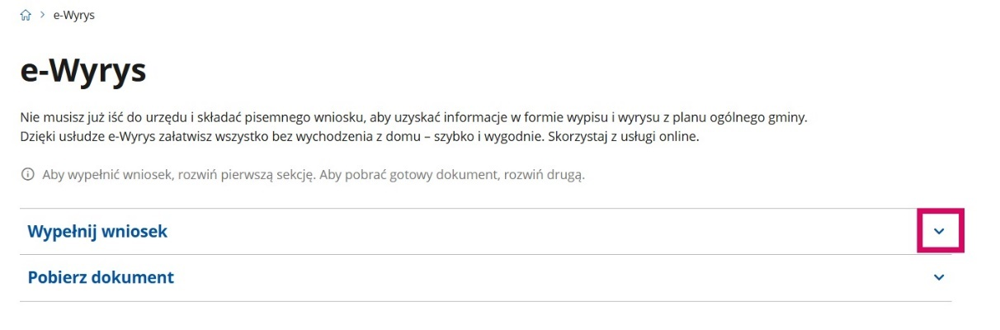 e-Wyrys
e-Wyrys
Nie musisz już iść do urzędu i składać pisemnego wniosku, aby uzyskać informacje w formie wypisu i wyrysu z planu ogólnego gminy.
Dzięki usłudze e-Wyrys załatwisz wszystko bez wychodzenia z domu – szybko i wygodnie. Skorzystaj z usługi online.
Aby wypełnić wniosek, rozwiń pierwszą sekcję. Aby pobrać gotowy dokument, rozwiń drugą.
Wypełnij wniosek
Pobierz dokument